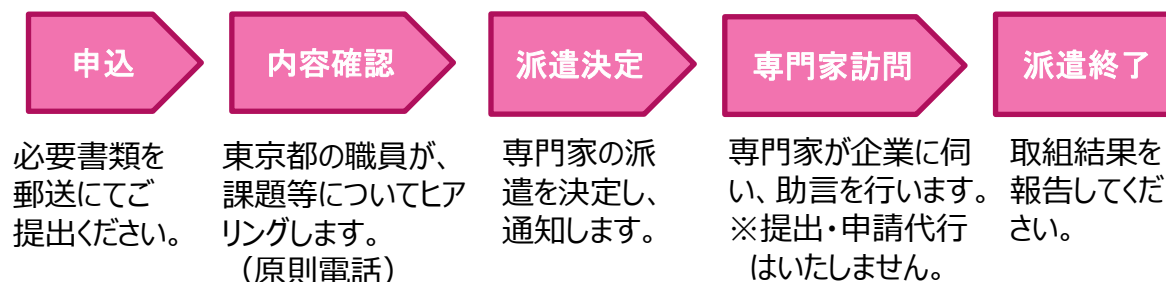 申込
必要書類を
郵送にてご
提出ください。
内容確認
東京都の職員が、
課題等についてヒア
リングします。
（原則電話）
派遣決定
専門家の派
遣を決定し、
通知します。
専門家訪問
専門家が企業に伺
い、助言を行います。
※提出・申請代行
はいたしません。
派遣終了
取組結果を
報告してくだ
さい。